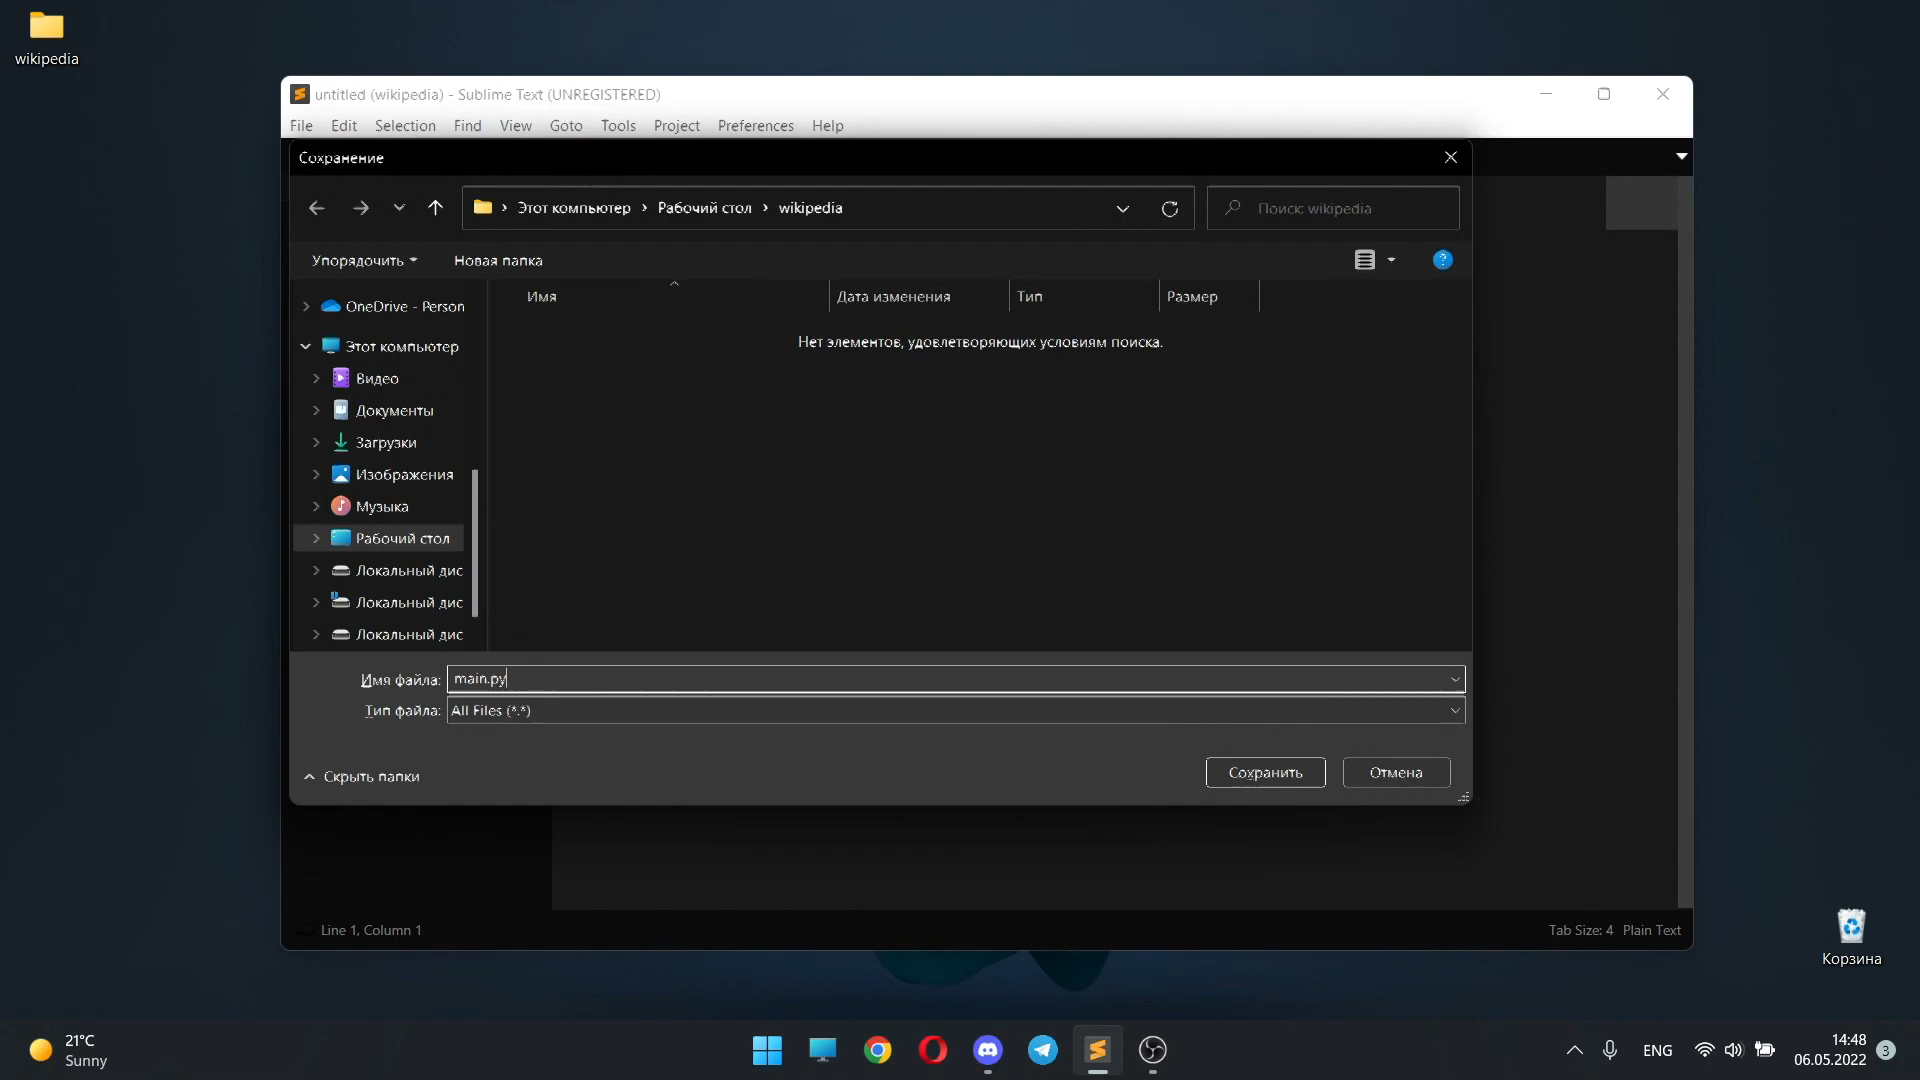 wikipedia
untitled (wikipedia) - Sublime Text (UNREGISTERED)
File Edit Selection Find View Goto Tools Project Preferences Help
Сохранение
Этот компьютер › Рабочий стол › wikipedia
Поиск: wikipedia
Упорядочить Новая папка
?
Имя Дата изменения Тип Размер
OneDrive - Person
Нет элементов, удовлетворяющих условиям поиска.
Этот компьютер
Видео
Документы
Загрузки
Изображения
Музыка
Рабочий стол
Локальный дис
Локальный дис
Локальный дис
Имя файла: main.py
Тип файла: All Files (*.*)
Скрыть папки
Сохранить Отмена
Line 1, Column 1
Tab Size: 4 Plain Text
Корзина
21°C
Sunny
ENG
14:48
06.05.2022
3